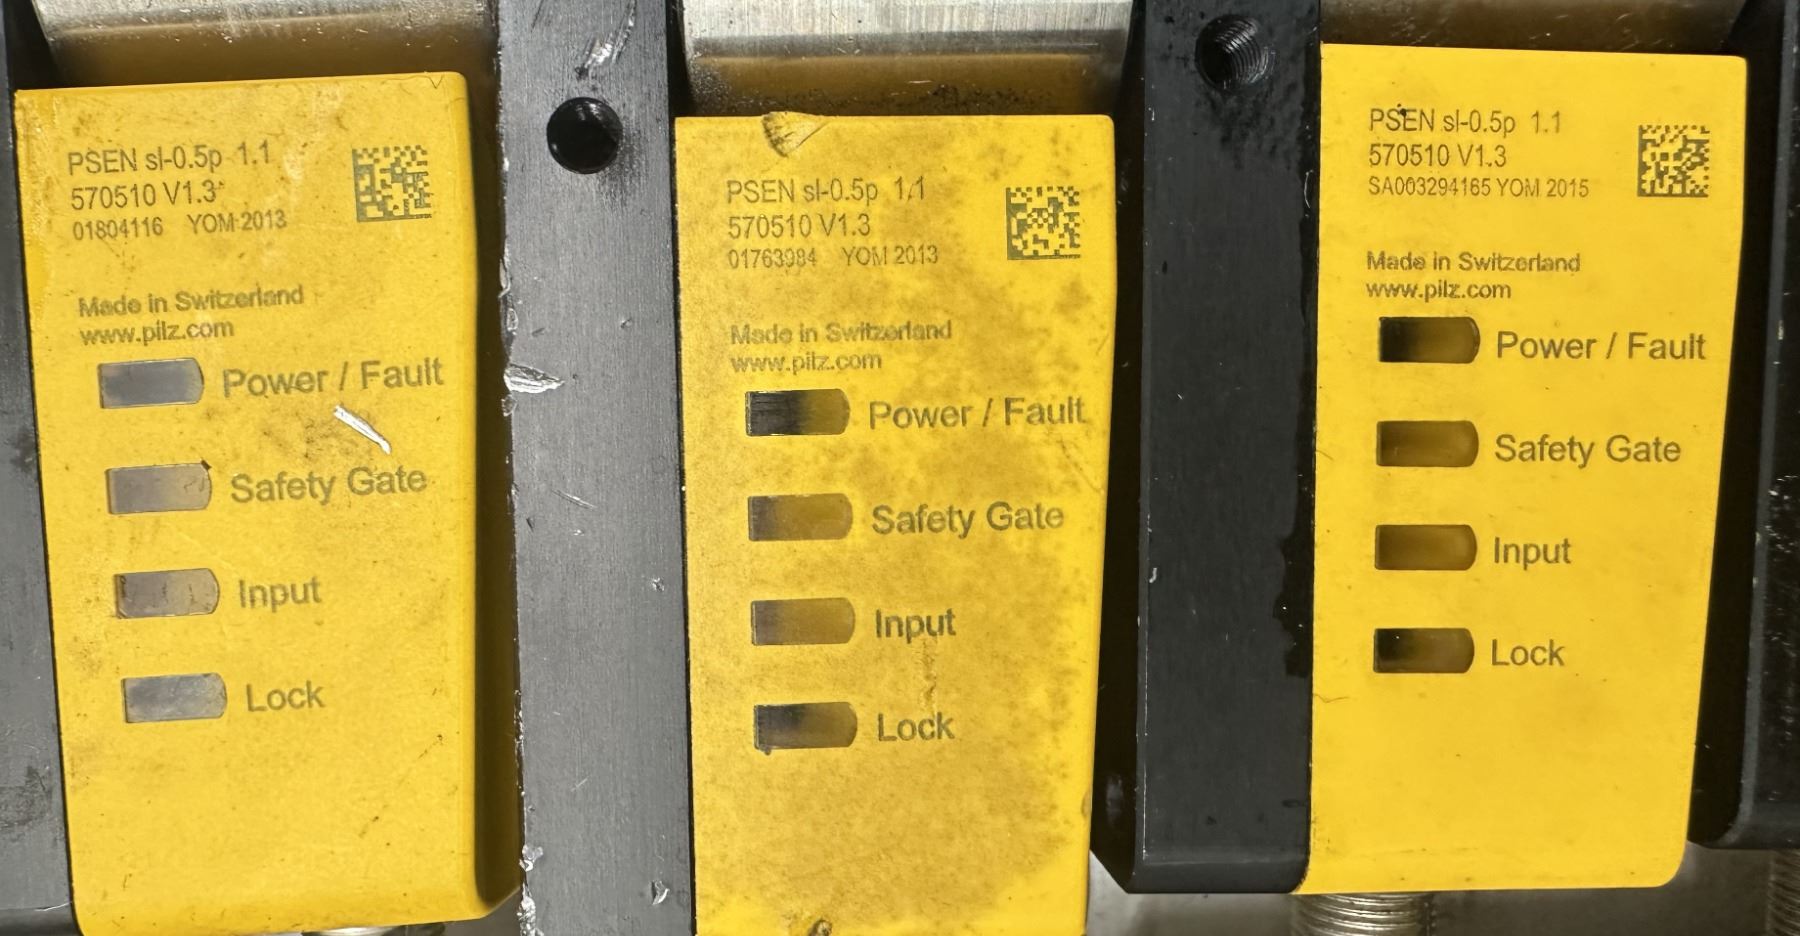 PSEN sl-0.5p 1.1
570510 V1.3
01804116 YOM 2013
Made in Switzerland
www.pilz.com
Power / Fault
Safety Gate
Input
Lock
PSEN sl-0.5p 1.1
570510 V1.3
01763984 YOM 2013
Made in Switzerland
www.pilz.com
Power / Fault
Safety Gate
Input
Lock
PSEN sl-0.5p 1.1
570510 V1.3
SA003294165 YOM 2015
Made in Switzerland
www.pilz.com
Power / Fault
Safety Gate
Input
Lock